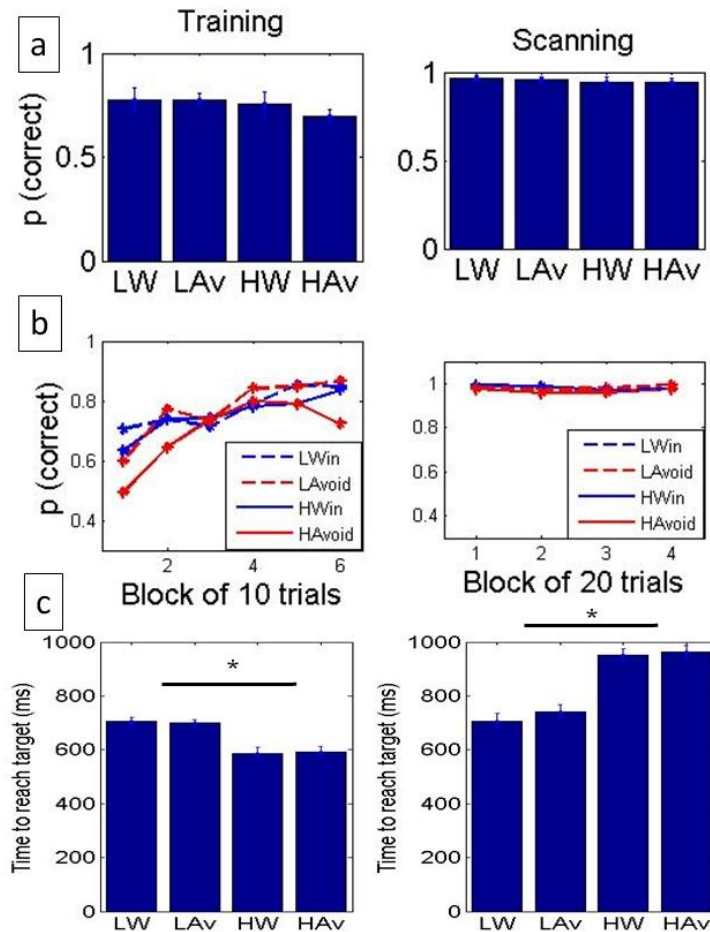 a
Training
Scanning
p (correct)
1
0.5
0
LW LAv HW HAv
1
0.5
0
LW LAv HW HAv
b
p (correct)
1
0.8
0.6
0.4
2 4 6
LWin
LAvoid
HWin
HAvoid
Block of 10 trials
1
0.8
0.6
0.4
1 2 3 4
LWin
LAvoid
HWin
HAvoid
Block of 20 trials
c
Time to reach target (ms)
1000
800
600
400
200
0
*
LW LAv HW HAv
Time to reach target (ms)
1000
800
600
400
200
0
*
LW LAv HW HAv